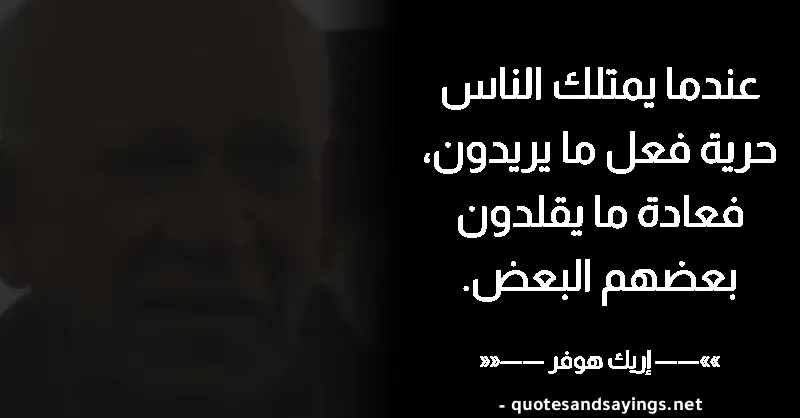 عندما يمتلك الناس
حرية فعل ما يريدون،
فعادة ما يقلدون
بعضهم البعض.
»»—— إريك هوفر ——««
- quotesandsayings.net